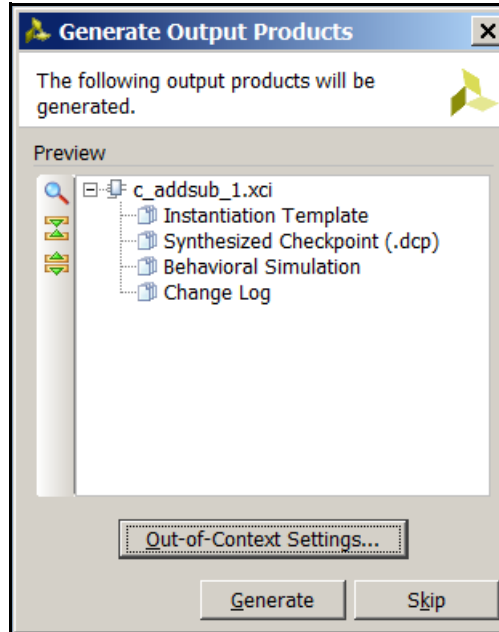 Generate Output Products
The following output products will be
generated.
Preview
c_addsub_1.xci
Instantiation Template
Synthesized Checkpoint (.dcp)
Behavioral Simulation
Change Log
Out-of-Context Settings...
Generate
Skip